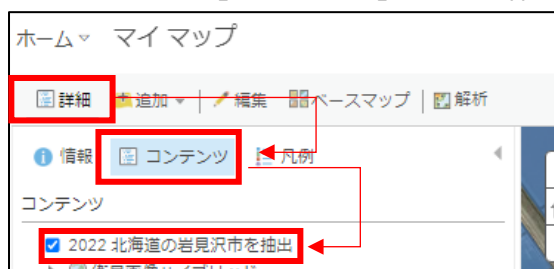 ホーム マイ マップ
詳細 追加 | 編集 ベースマップ | 解析
情報 コンテンツ 凡例
コンテンツ
2022 北海道の岩見沢市を抽出